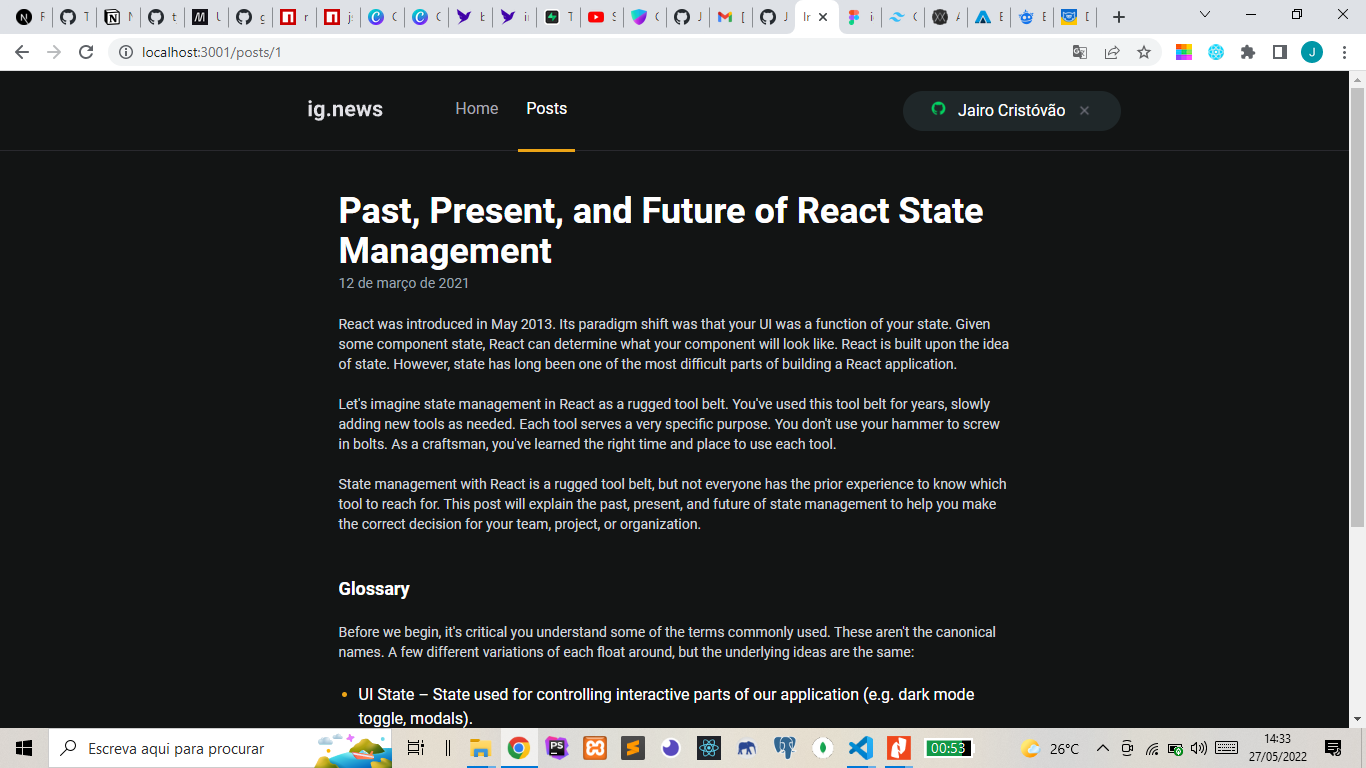 localhost:3001/posts/1
J
ig.news
Home
Posts
Jairo Cristóvão
Past, Present, and Future of React State
Management
12 de março de 2021
React was introduced in May 2013. Its paradigm shift was that your UI was a function of your state. Given
some component state, React can determine what your component will look like. React is built upon the idea
of state. However, state has long been one of the most difficult parts of building a React application.
Let's imagine state management in React as a rugged tool belt. You've used this tool belt for years, slowly
adding new tools as needed. Each tool serves a very specific purpose. You don't use your hammer to screw
in bolts. As a craftsman, you've learned the right time and place to use each tool.
State management with React is a rugged tool belt, but not everyone has the prior experience to know which
tool to reach for. This post will explain the past, present, and future of state management to help you make
the correct decision for your team, project, or organization.
Glossary
Before we begin, it's critical you understand some of the terms commonly used. These aren't the canonical
names. A few different variations of each float around, but the underlying ideas are the same:
• UI State – State used for controlling interactive parts of our application (e.g. dark mode
toggle, modals).
Escreva aqui para procurar
PS
00:53
26°C
14:33
27/05/2022